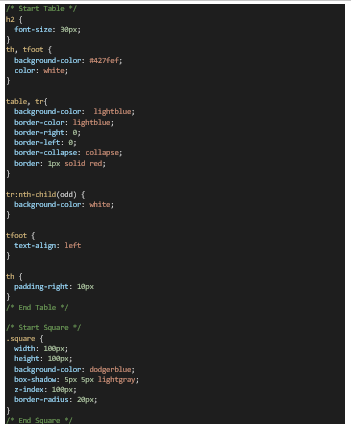 /* Start Table */
h2 {
  font-size: 30px;
}
th, tfoot {
  background-color: #427fef;
  color: white;
}

table, tr{
  background-color:  lightblue;
  border-color: lightblue;
  border-right: 0;
  border-left: 0;
  border-collapse: collapse;
  border: 1px solid red;
}

tr:nth-child(odd) {
  background-color: white;
}

tfoot {
  text-align: left
}

th {
  padding-right: 10px
}
/* End Table */

/* Start Square */
.square {
  width: 100px;
  height: 100px;
  background-color: dodgerblue;
  box-shadow: 5px 5px lightgray;
  z-index: 100px;
  border-radius: 20px;
}
/* End Square */